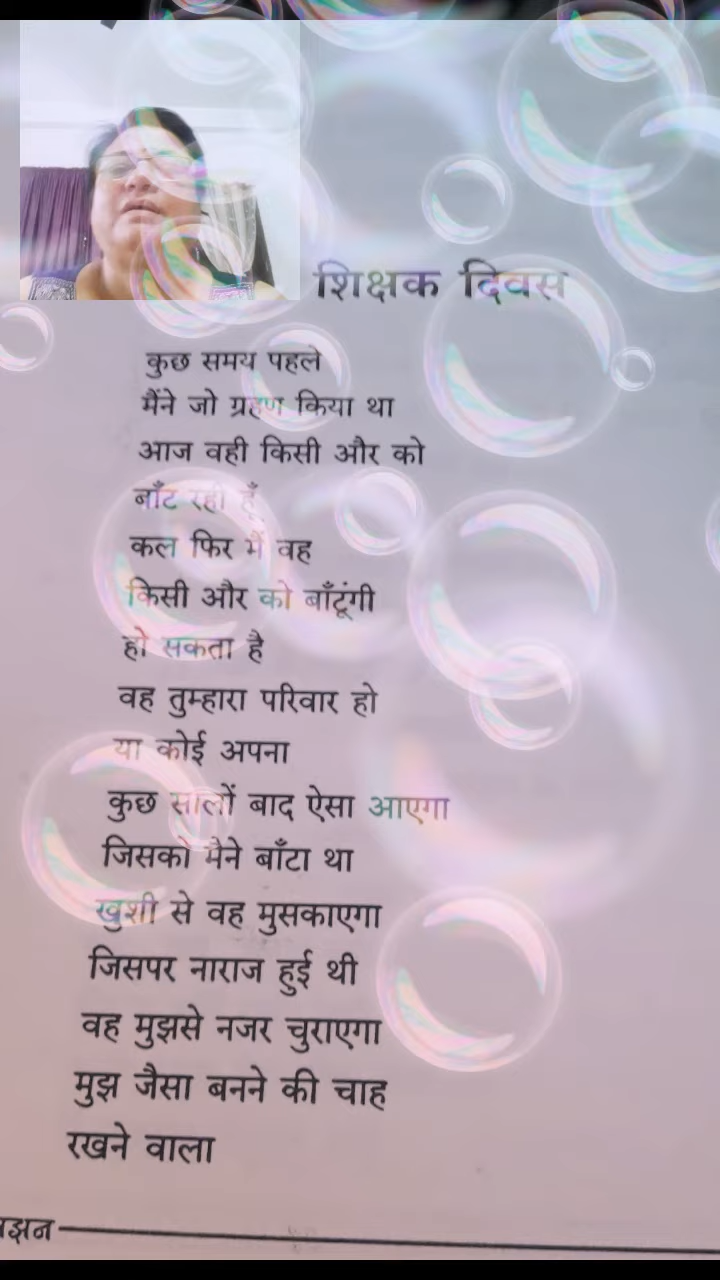 शिक्षक दिवस
कुछ समय पहले
मैंने जो ग्रहण किया था
आज वही किसी और को
बाँट रही हूँ
कल फिर मैं वह
किसी और को बाँटूंगी
हो सकता है
वह तुम्हारा परिवार हो
या कोई अपना
कुछ सालों बाद ऐसा आएगा
जिसको मैने बाँटा था
खुशी से वह मुसकाएगा
जिसपर नाराज हुई थी
वह मुझसे नजर चुराएगा
मुझ जैसा बनने की चाह
रखने वाला